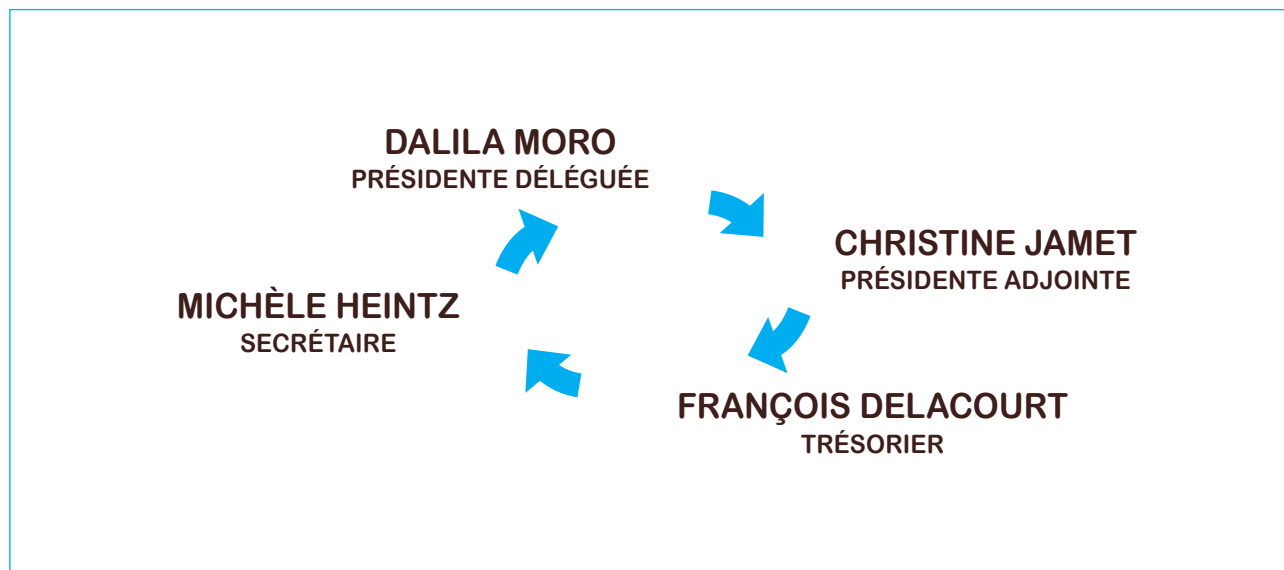 DALILA MORO
PRÉSIDENTE DÉLÉGUÉE
CHRISTINE JAMET
PRÉSIDENTE ADJOINTE
MICHÈLE HEINTZ
SECRÉTAIRE
FRANÇOIS DELACOURT
TRÉSORIER